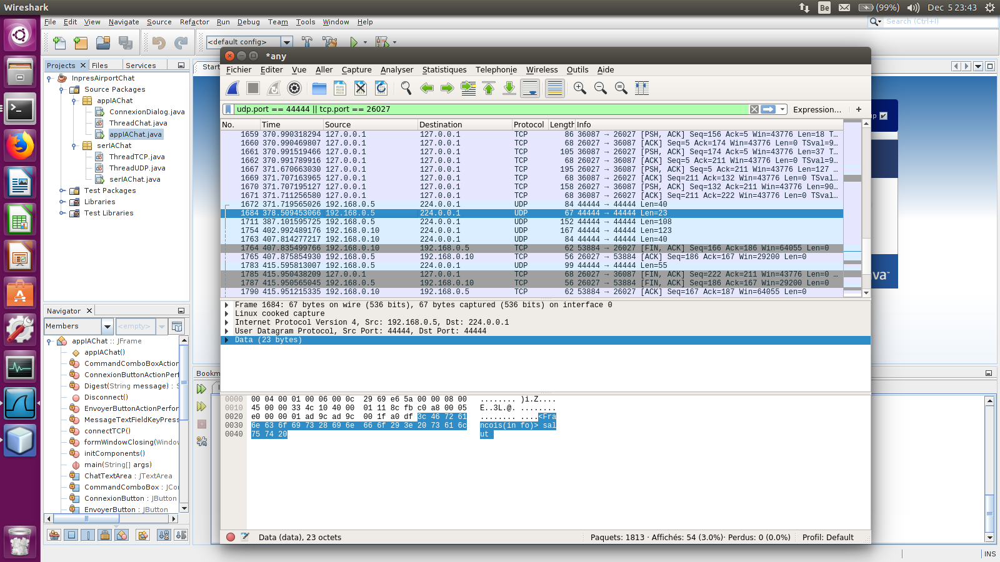 Wireshark
Be
(99%)
Dec 5 23:43
File Edit View Navigate Source Refactor Run Debug Team Tools Window Help
Search (Ctrl+I)
<default config>
Projects Files Services
Start
InpresAirportChat
Source Packages
appIAChat
ConnexionDialog.java
ThreadChat.java
appIAChat.java
serIAChat
ThreadTCP.java
ThreadUDP.java
serIAChat.java
Test Packages
Libraries
Test Libraries
Navigator
Members
<empty>
appIAChat :: JFrame
appIAChat()
CommandComboBoxAction
ConnexionButtonActionPerf
Digest(String message) : S
Disconnect()
EnvoyerButtonActionPerfo
MessageTextFieldKeyPress
connectTCP()
formWindowClosing(Window
initComponents()
main(String[] args)
ChatTextArea : JTextArea
CommandComboBox : JCo
ConnexionButton : JButton
EnvoyerButton : JButton
Bookm
*any
Fichier Editer Vue Aller Capture Analyser Statistiques Telephonie Wireless Outils Aide
udp.port == 44444 || tcp.port == 26027
Expression... +
No. Time Source Destination Protocol Length Info
1659 370.990318294 127.0.0.1 127.0.0.1 TCP 86 36087 → 26027 [PSH, ACK] Seq=156 Ack=5 Win=43776 Len=18 T…
1660 370.990469807 127.0.0.1 127.0.0.1 TCP 68 26027 → 36087 [ACK] Seq=5 Ack=174 Win=43776 Len=0 TSval=9…
1661 370.991519466 127.0.0.1 127.0.0.1 TCP 105 36087 → 26027 [PSH, ACK] Seq=174 Ack=5 Win=43776 Len=37 T…
1662 370.991789916 127.0.0.1 127.0.0.1 TCP 68 26027 → 36087 [ACK] Seq=5 Ack=211 Win=43776 Len=0 TSval=9…
1667 371.670663030 127.0.0.1 127.0.0.1 TCP 195 26027 → 36087 [PSH, ACK] Seq=5 Ack=211 Win=43776 Len=127 …
1669 371.707163965 127.0.0.1 127.0.0.1 TCP 68 36087 → 26027 [ACK] Seq=211 Ack=132 Win=43776 Len=0 TSval…
1670 371.707195127 127.0.0.1 127.0.0.1 TCP 158 26027 → 36087 [PSH, ACK] Seq=132 Ack=211 Win=43776 Len=90…
1671 371.711256580 127.0.0.1 127.0.0.1 TCP 68 36087 → 26027 [ACK] Seq=211 Ack=222 Win=43776 Len=0 TSval…
1672 371.719565026 192.168.0.5 224.0.0.1 UDP 84 44444 → 44444 Len=40
1684 378.509453066 192.168.0.5 224.0.0.1 UDP 67 44444 → 44444 Len=23
1711 387.101595725 192.168.0.5 224.0.0.1 UDP 152 44444 → 44444 Len=108
1754 402.992489176 192.168.0.10 224.0.0.1 UDP 167 44444 → 44444 Len=123
1763 407.814277217 192.168.0.10 224.0.0.1 UDP 84 44444 → 44444 Len=40
1764 407.835499766 192.168.0.10 192.168.0.5 TCP 62 53884 → 26027 [FIN, ACK] Seq=166 Ack=186 Win=64055 Len=0
1765 407.875854930 192.168.0.5 192.168.0.10 TCP 56 26027 → 53884 [ACK] Seq=186 Ack=167 Win=29200 Len=0
1783 415.595813007 192.168.0.5 224.0.0.1 UDP 99 44444 → 44444 Len=55
1785 415.950438209 127.0.0.1 127.0.0.1 TCP 68 26027 → 36087 [FIN, ACK] Seq=222 Ack=211 Win=43776 Len=0 …
1787 415.950565045 192.168.0.5 192.168.0.10 TCP 56 26027 → 53884 [FIN, ACK] Seq=186 Ack=167 Win=29200 Len=0
1790 415.951215335 192.168.0.10 192.168.0.5 TCP 62 53884 → 26027 [ACK] Seq=167 Ack=187 Win=64055 Len=0
Frame 1684: 67 bytes on wire (536 bits), 67 bytes captured (536 bits) on interface 0
Linux cooked capture
Internet Protocol Version 4, Src: 192.168.0.5, Dst: 224.0.0.1
User Datagram Protocol, Src Port: 44444, Dst Port: 44444
Data (23 bytes)
0000 00 04 00 01 00 06 00 0c 29 69 e6 5a 00 00 08 00 ........ )i.Z....
0010 45 00 00 33 4c 10 40 00 01 11 8c fb c0 a8 00 05 E..3L.@. ........
0020 e0 00 00 01 ad 9c ad 9c 00 1f a0 df 3c 46 72 61 ........ ....<Fra
0030 6e 63 6f 69 73 28 69 6e 66 6f 29 3e 20 73 61 6c ncois(in fo)> sal
0040 75 74 20 ut
Data (data), 23 octets
Paquets: 1813 · Affichés: 54 (3.0%)· Perdus: 0 (0.0%)
Profil: Default
INS